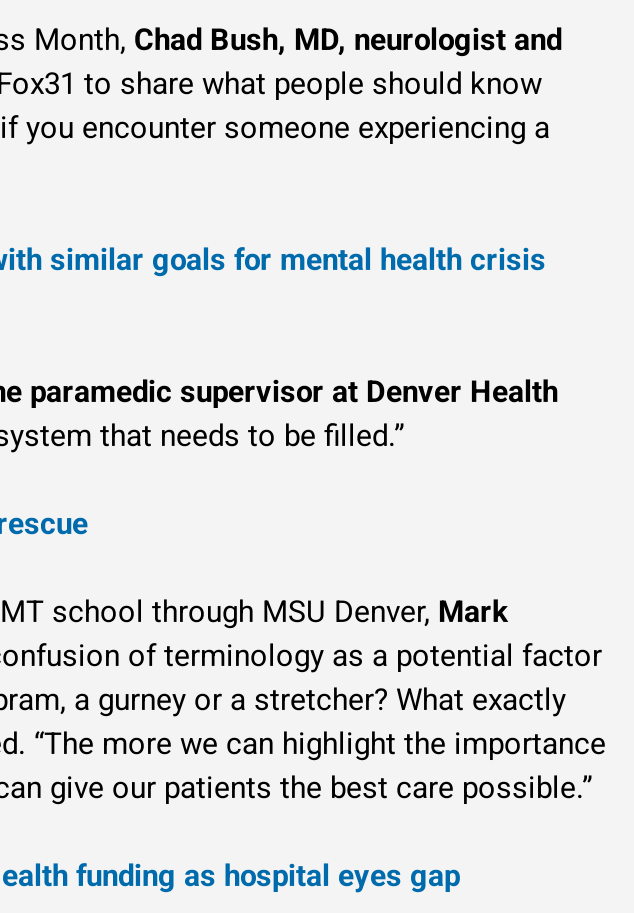 ss Month, Chad Bush, MD, neurologist and
Fox31 to share what people should know
if you encounter someone experiencing a
with similar goals for mental health crisis
he paramedic supervisor at Denver Health
system that needs to be filled.”
rescue
MT school through MSU Denver, Mark
confusion of terminology as a potential factor
pram, a gurney or a stretcher? What exactly
ed. “The more we can highlight the importance
can give our patients the best care possible.”
ealth funding as hospital eyes gap